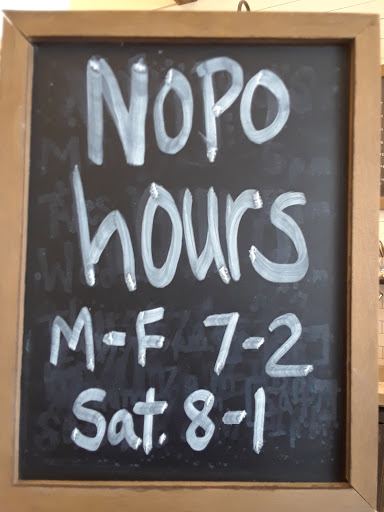 NoPo
hours
M-F 7-2
Sat. 8-1